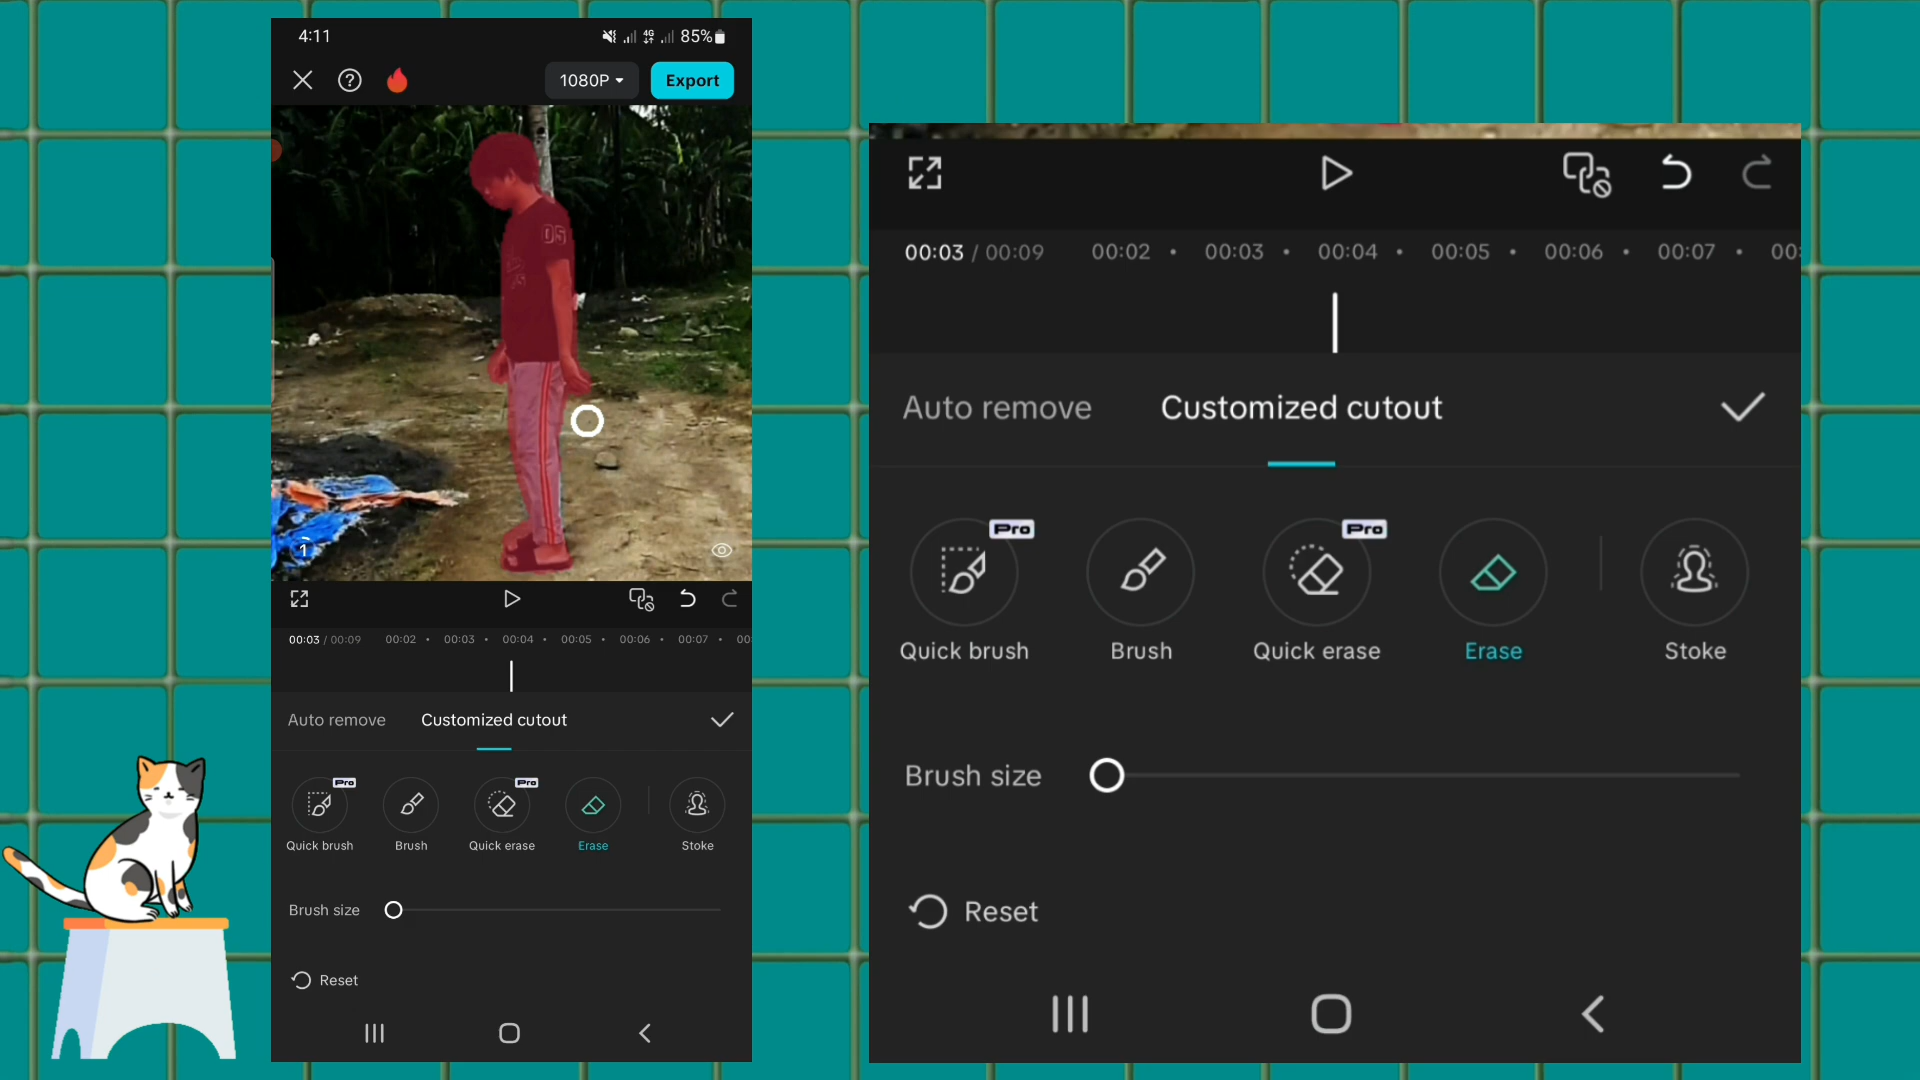 4:11
4G
85%
1080P
Export
05
1
00:03 / 00:09
00:02 • 00:03 • 00:04 • 00:05 • 00:06 • 00:07 • 00:
Auto remove
Customized cutout
Pro
Pro
Quick brush
Brush
Quick erase
Erase
Stoke
Brush size
Reset
00:03 / 00:09
00:02 • 00:03 • 00:04 • 00:05 • 00:06 • 00:07 • 00:
Auto remove
Customized cutout
Pro
Pro
Quick brush
Brush
Quick erase
Erase
Stoke
Brush size
Reset